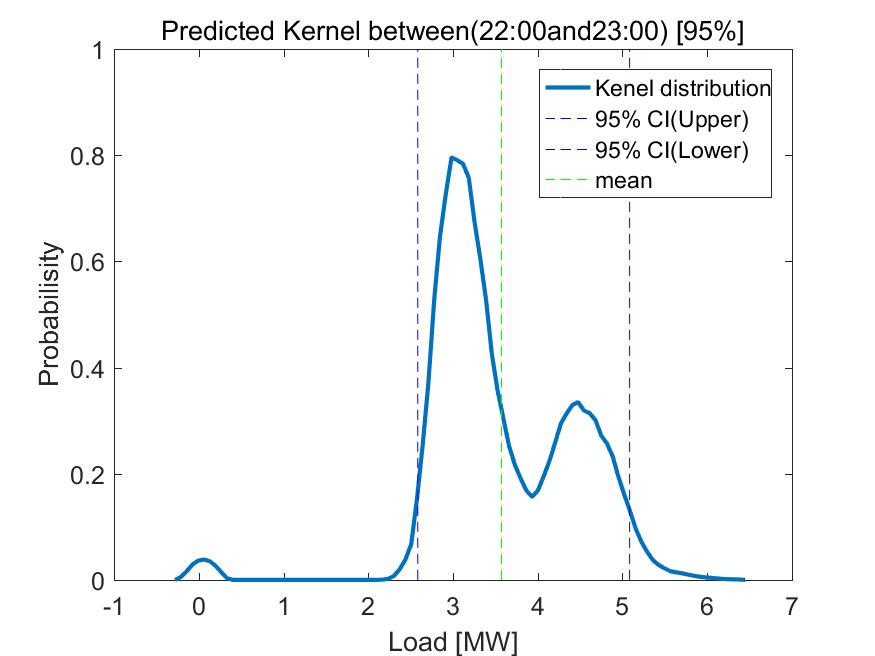 Predicted Kernel between(22:00and23:00) [95%]
1
0.8
0.6
0.4
0.2
0
Probabilisity
Kenel distribution
95% CI(Upper)
95% CI(Lower)
mean
-1 0 1 2 3 4 5 6 7
Load [MW]